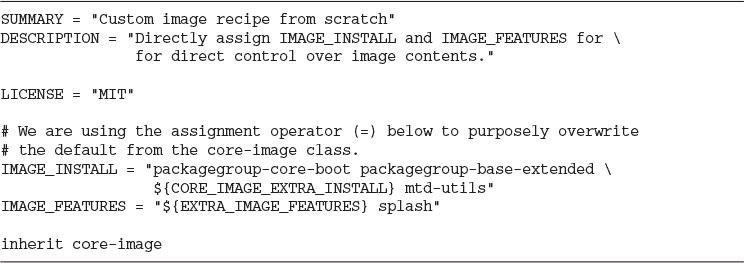 SUMMARY = "Custom image recipe from scratch"
DESCRIPTION = "Directly assign IMAGE_INSTALL and IMAGE_FEATURES for \
for direct control over image contents."
LICENSE = "MIT"
# We are using the assignment operator (=) below to purposely overwrite
# the default from the core-image class.
IMAGE_INSTALL = "packagegroup-core-boot packagegroup-base-extended \
${CORE_IMAGE_EXTRA_INSTALL} mtd-utils"
IMAGE_FEATURES = "${EXTRA_IMAGE_FEATURES} splash"
inherit core-image